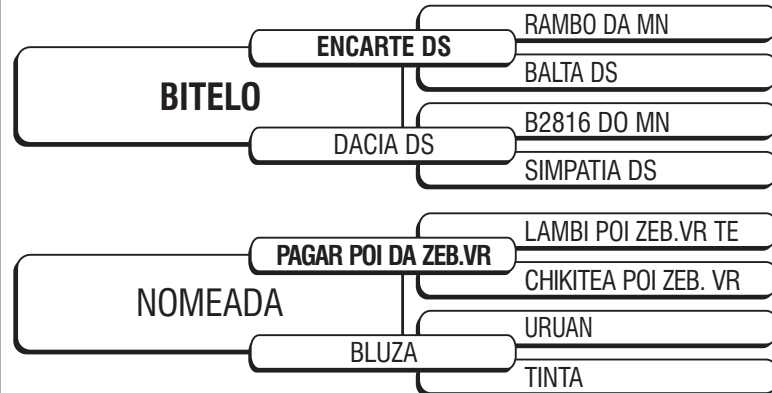 RAMBO DA MN
ENCARTE DS
BALTA DS
BITELO
B2816 DO MN
DACIA DS
SIMPATIA DS
LAMBI POI ZEB.VR TE
PAGAR POI DA ZEB.VR
CHIKITEA POI ZEB. VR
NOMEADA
URUAN
BLUZA
TINTA